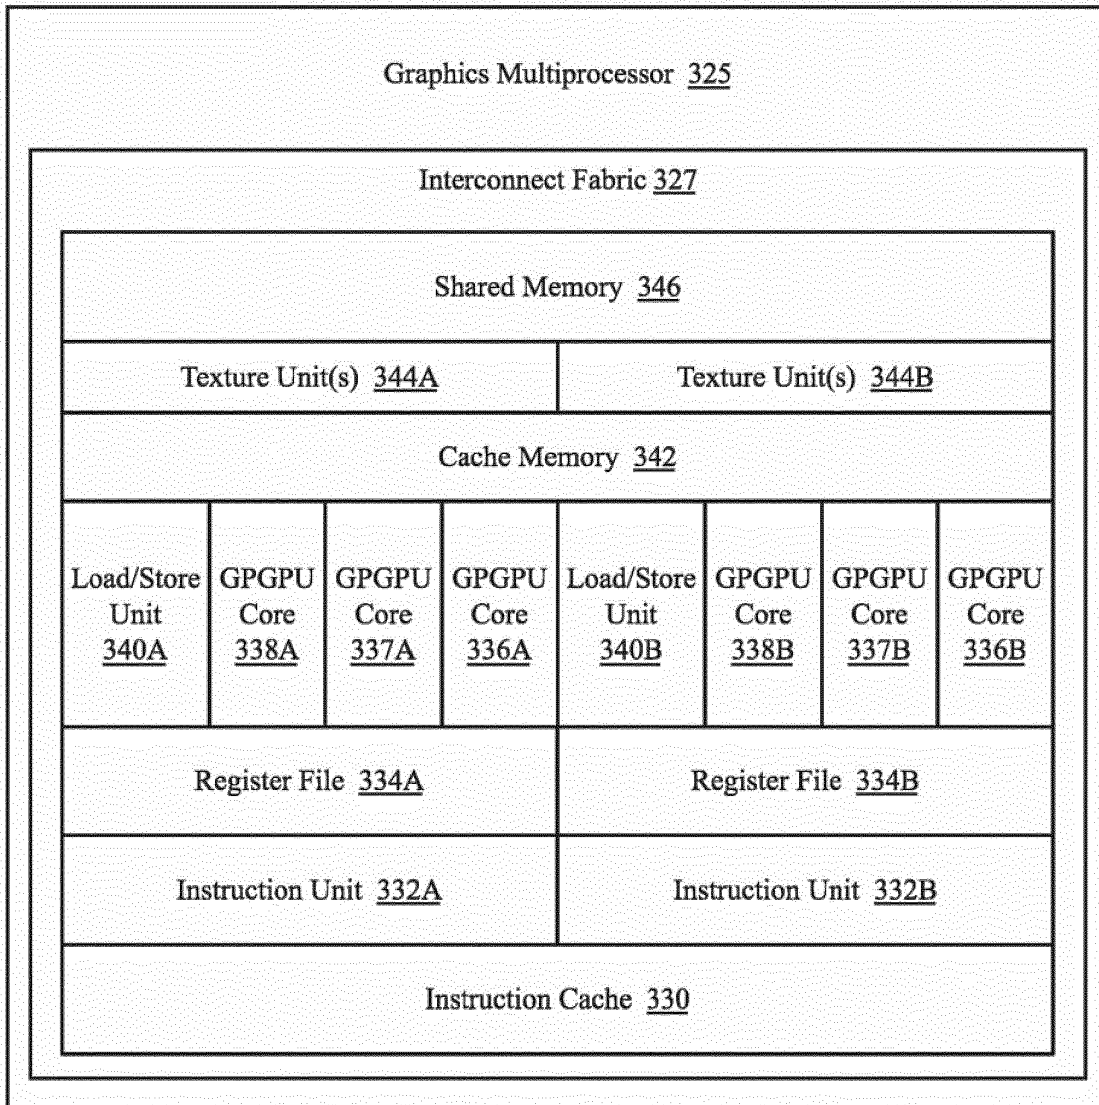 Graphics Multiprocessor 325
Interconnect Fabric 327
Shared Memory 346
Texture Unit(s) 344A
Texture Unit(s) 344B
Cache Memory 342
Load/Store
Unit
340A
GPGPU
Core
338A
GPGPU
Core
337A
GPGPU
Core
336A
Load/Store
Unit
340B
GPGPU
Core
338B
GPGPU
Core
337B
GPGPU
Core
336B
Register File 334A
Register File 334B
Instruction Unit 332A
Instruction Unit 332B
Instruction Cache 330